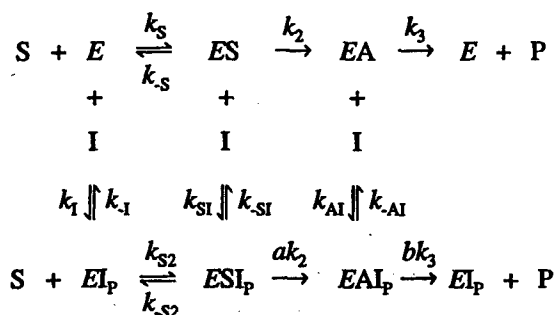 k_S k_2 k_3
S + E ⇌ ES → EA → E + P
k_-S
+ + +
I I I
k_I ⇌ k_-I k_SI ⇌ k_-SI k_AI ⇌ k_-AI
k_S2 ak_2 bk_3
S + EI_P ⇌ ESI_P → EAI_P → EI_P + P
k_-S2